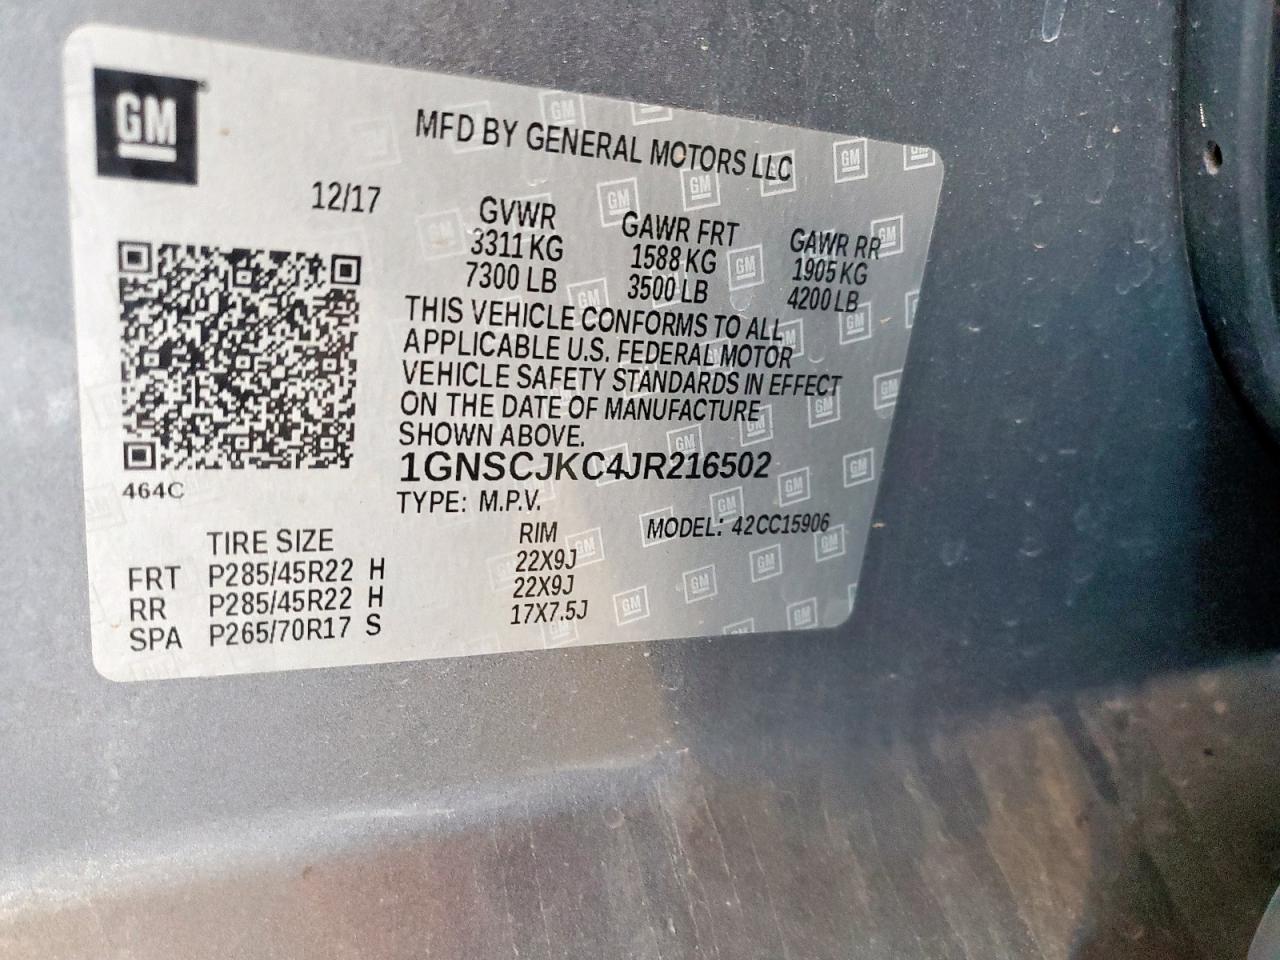 GM
MFD BY GENERAL MOTORS LLC
12/17
GVWR GAWR FRT GAWR RR
3311 KG 1588 KG 1905 KG
7300 LB 3500 LB 4200 LB
THIS VEHICLE CONFORMS TO ALL
APPLICABLE U.S. FEDERAL MOTOR
VEHICLE SAFETY STANDARDS IN EFFECT
ON THE DATE OF MANUFACTURE
SHOWN ABOVE.
464C
1GNSCJKC4JR216502
TYPE: M.P.V. MODEL: 42CC15906
TIRE SIZE RIM
FRT P285/45R22 H 22X9J
RR P285/45R22 H 22X9J
SPA P265/70R17 S 17X7.5J